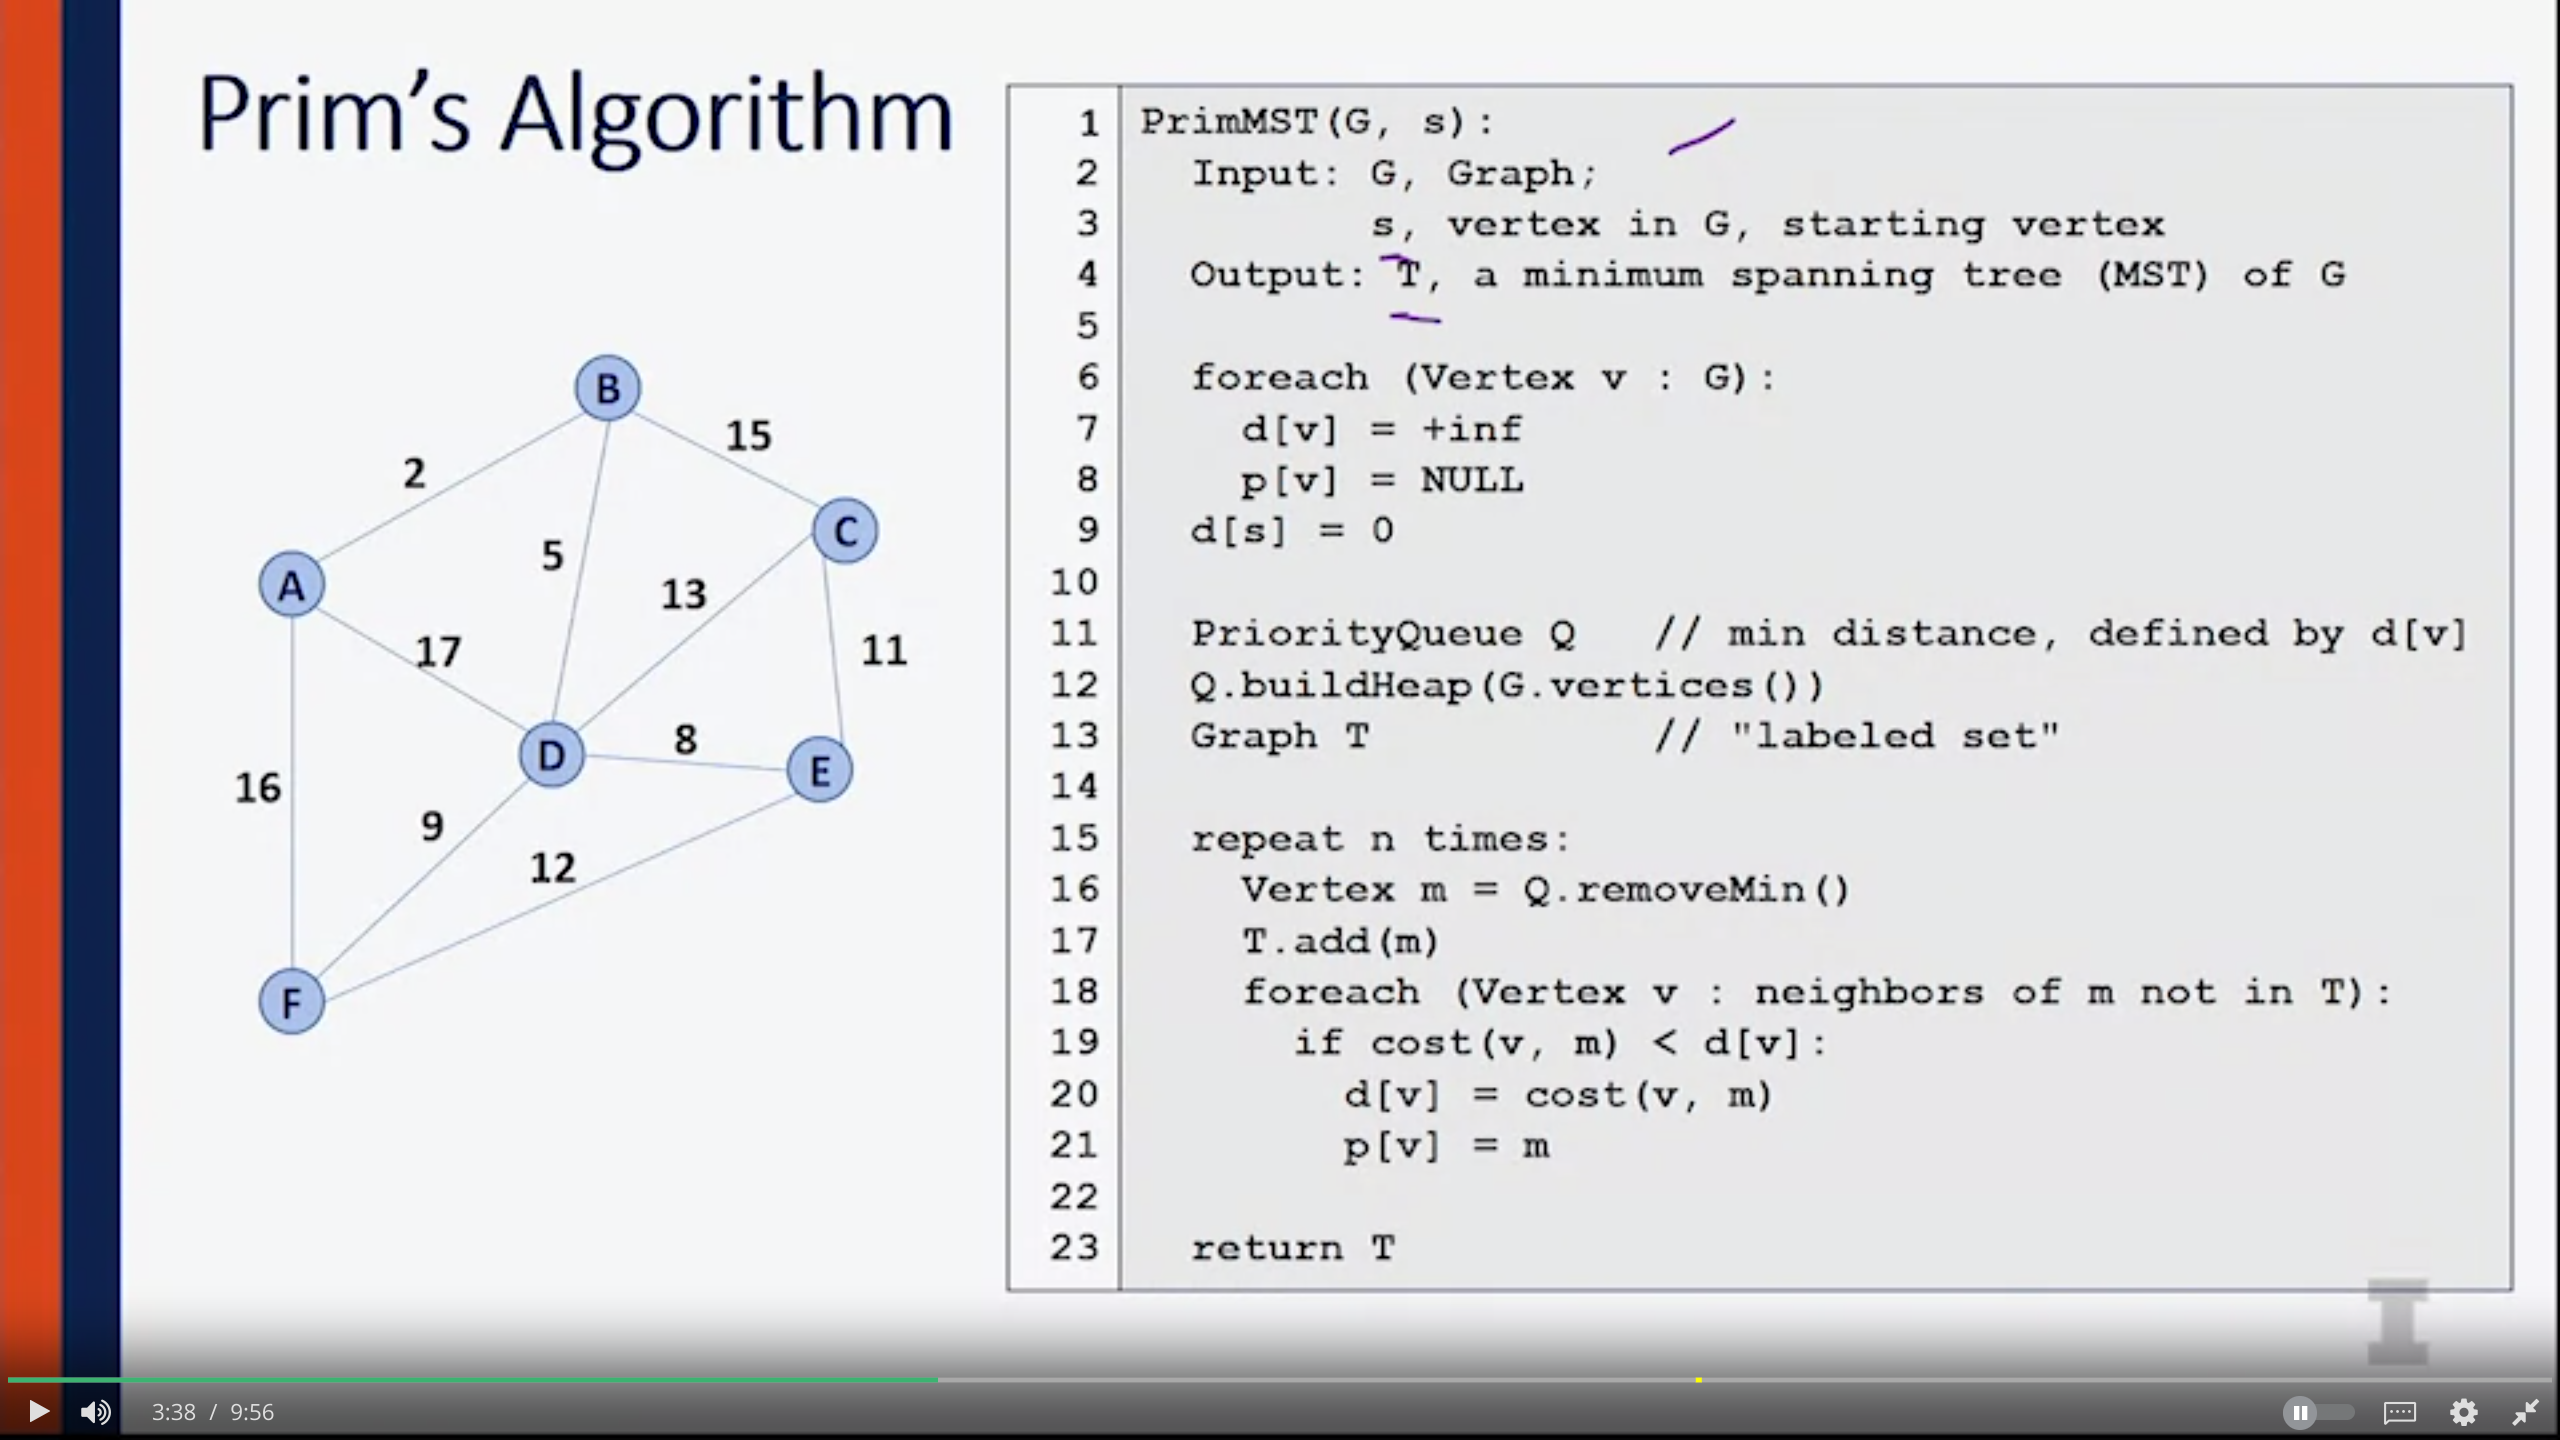 Prim's Algorithm
1 PrimMST(G, s):
2 Input: G, Graph;
3 s, vertex in G, starting vertex
4 Output: T, a minimum spanning tree (MST) of G
5
6 foreach (Vertex v : G):
7 d[v] = +inf
8 p[v] = NULL
9 d[s] = 0
10
11 PriorityQueue Q // min distance, defined by d[v]
12 Q.buildHeap(G.vertices())
13 Graph T // "labeled set"
14
15 repeat n times:
16 Vertex m = Q.removeMin()
17 T.add(m)
18 foreach (Vertex v : neighbors of m not in T):
19 if cost(v, m) < d[v]:
20 d[v] = cost(v, m)
21 p[v] = m
22
23 return T
B
15
2
C
5
A
13
17
11
8
D
E
16
9
12
F
I
3:38 / 9:56